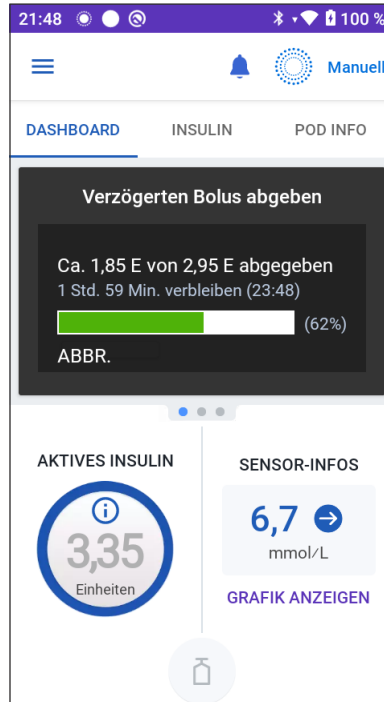 21:48 100 %
Manuell
DASHBOARD INSULIN POD INFO
Verzögerten Bolus abgeben
Ca. 1,85 E von 2,95 E abgegeben
1 Std. 59 Min. verbleiben (23:48)
(62%)
ABBR.
AKTIVES INSULIN
3,35
Einheiten
SENSOR-INFOS
6,7
mmol/L
GRAFIK ANZEIGEN